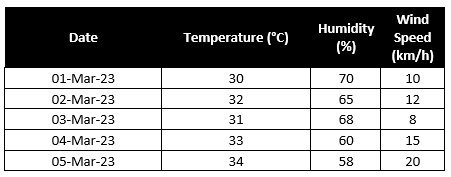 Date Temperature (°C) Humidity (%) Wind Speed (km/h)
01-Mar-23 30 70 10
02-Mar-23 32 65 12
03-Mar-23 31 68 8
04-Mar-23 33 60 15
05-Mar-23 34 58 20